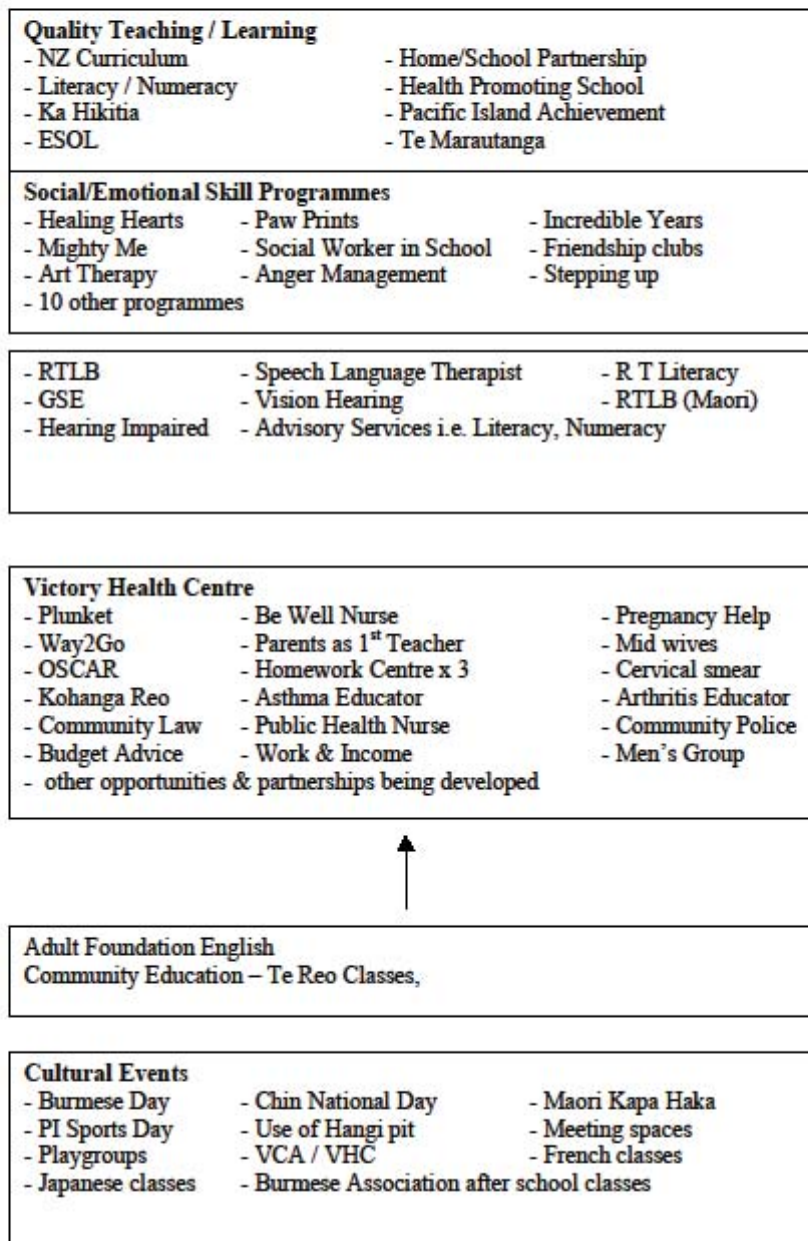 Quality Teaching / Learning
- NZ Curriculum - Home/School Partnership
- Literacy / Numeracy - Health Promoting School
- Ka Hikitia - Pacific Island Achievement
- ESOL - Te Marautanga
Social/Emotional Skill Programmes
- Healing Hearts - Paw Prints - Incredible Years
- Mighty Me - Social Worker in School - Friendship clubs
- Art Therapy - Anger Management - Stepping up
- 10 other programmes
- RTLB - Speech Language Therapist - R T Literacy
- GSE - Vision Hearing - RTLB (Maori)
- Hearing Impaired - Advisory Services i.e. Literacy, Numeracy
Victory Health Centre
- Plunket - Be Well Nurse - Pregnancy Help
- Way2Go - Parents as 1st Teacher - Mid wives
- OSCAR - Homework Centre x 3 - Cervical smear
- Kohanga Reo - Asthma Educator - Arthritis Educator
- Community Law - Public Health Nurse - Community Police
- Budget Advice - Work & Income - Men's Group
- other opportunities & partnerships being developed
Adult Foundation English
Community Education – Te Reo Classes,
Cultural Events
- Burmese Day - Chin National Day - Maori Kapa Haka
- PI Sports Day - Use of Hangi pit - Meeting spaces
- Playgroups - VCA / VHC - French classes
- Japanese classes - Burmese Association after school classes